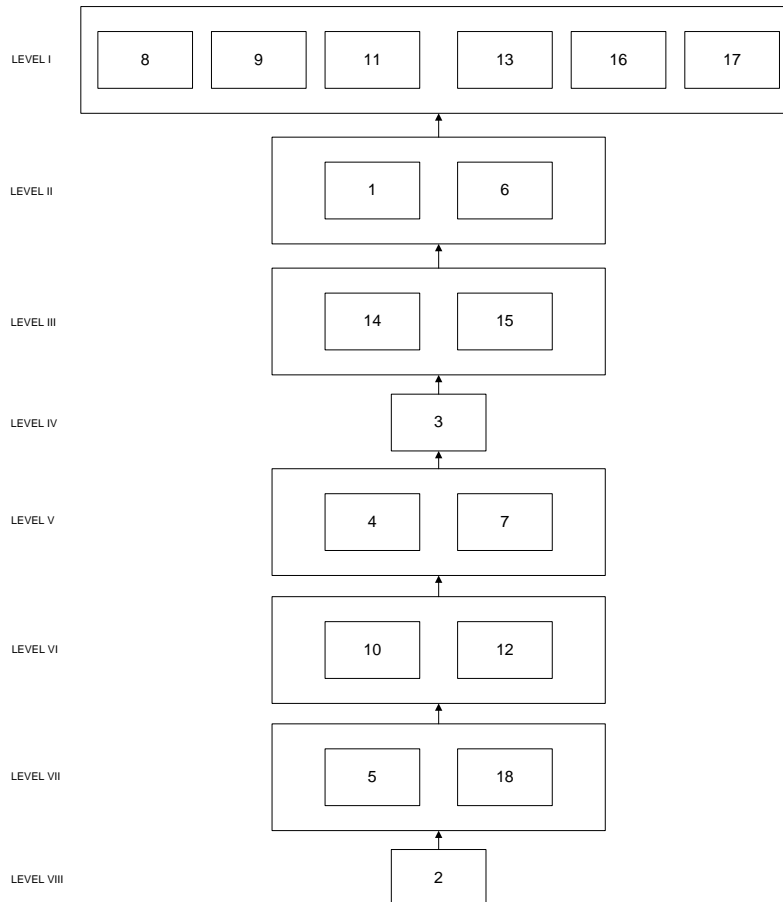 LEVEL I
8 9 11 13 16 17
LEVEL II
1 6
LEVEL III
14 15
LEVEL IV
3
LEVEL V
4 7
LEVEL VI
10 12
LEVEL VII
5 18
LEVEL VIII
2